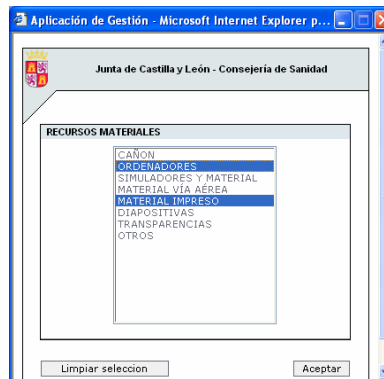 Aplicación de Gestión - Microsoft Internet Explorer p...
Junta de Castilla y León - Consejería de Sanidad
RECURSOS MATERIALES
CAÑON
ORDENADORES
SIMULADORES Y MATERIAL
MATERIAL VÍA AÉREA
MATERIAL IMPRESO
DIAPOSITIVAS
TRANSPARENCIAS
OTROS
Limpiar seleccion
Aceptar